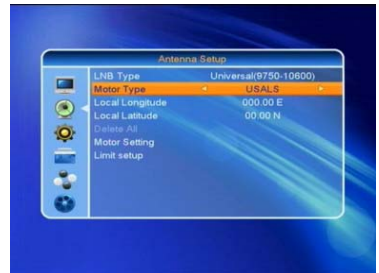 Antenna Setup
LNB Type Universal(9750-10600)
Motor Type USALS
Local Longitude 000.00 E
Local Latitude 00.00 N
Delete All
Motor Setting
Limit setup